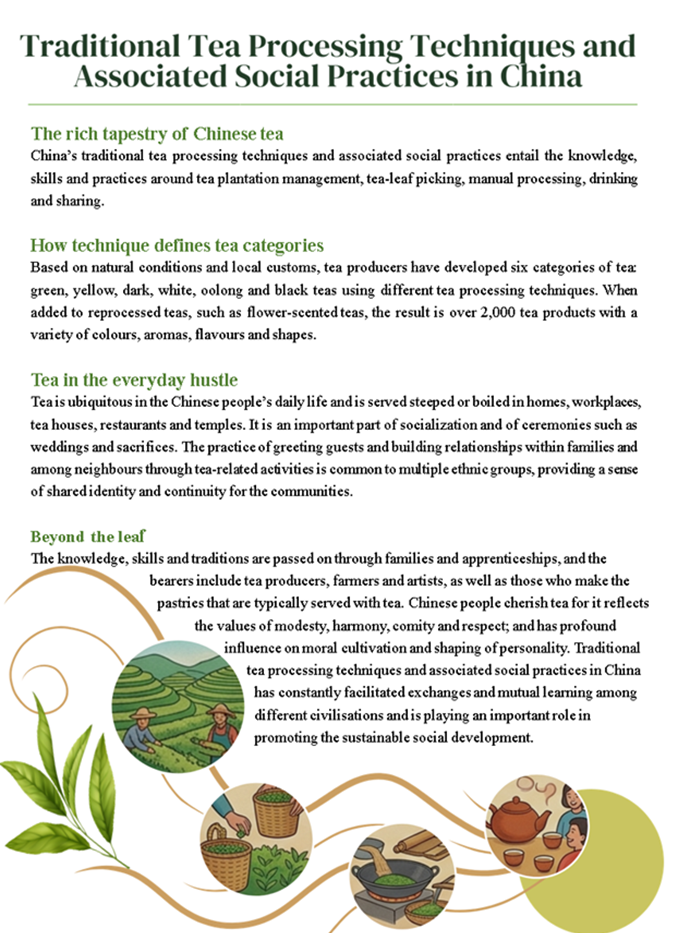 Traditional Tea Processing Techniques and
Associated Social Practices in China
The rich tapestry of Chinese tea
China's traditional tea processing techniques and associated social practices entail the knowledge,
skills and practices around tea plantation management, tea-leaf picking, manual processing, drinking
and sharing.
How technique defines tea categories
Based on natural conditions and local customs, tea producers have developed six categories of tea:
green, yellow, dark, white, oolong and black teas using different tea processing techniques. When
added to reprocessed teas, such as flower-scented teas, the result is over 2,000 tea products with a
variety of colours, aromas, flavours and shapes.
Tea in the everyday hustle
Tea is ubiquitous in the Chinese people's daily life and is served steeped or boiled in homes, workplaces,
tea houses, restaurants and temples. It is an important part of socialization and of ceremonies such as
weddings and sacrifices. The practice of greeting guests and building relationships within families and
among neighbours through tea-related activities is common to multiple ethnic groups, providing a sense
of shared identity and continuity for the communities.
Beyond the leaf
The knowledge, skills and traditions are passed on through families and apprenticeships, and the
bearers include tea producers, farmers and artists, as well as those who make the
pastries that are typically served with tea. Chinese people cherish tea for it reflects
the values of modesty, harmony, comity and respect; and has profound
influence on moral cultivation and shaping of personality. Traditional
tea processing techniques and associated social practices in China
has constantly facilitated exchanges and mutual learning among
different civilisations and is playing an important role in
promoting the sustainable social development.